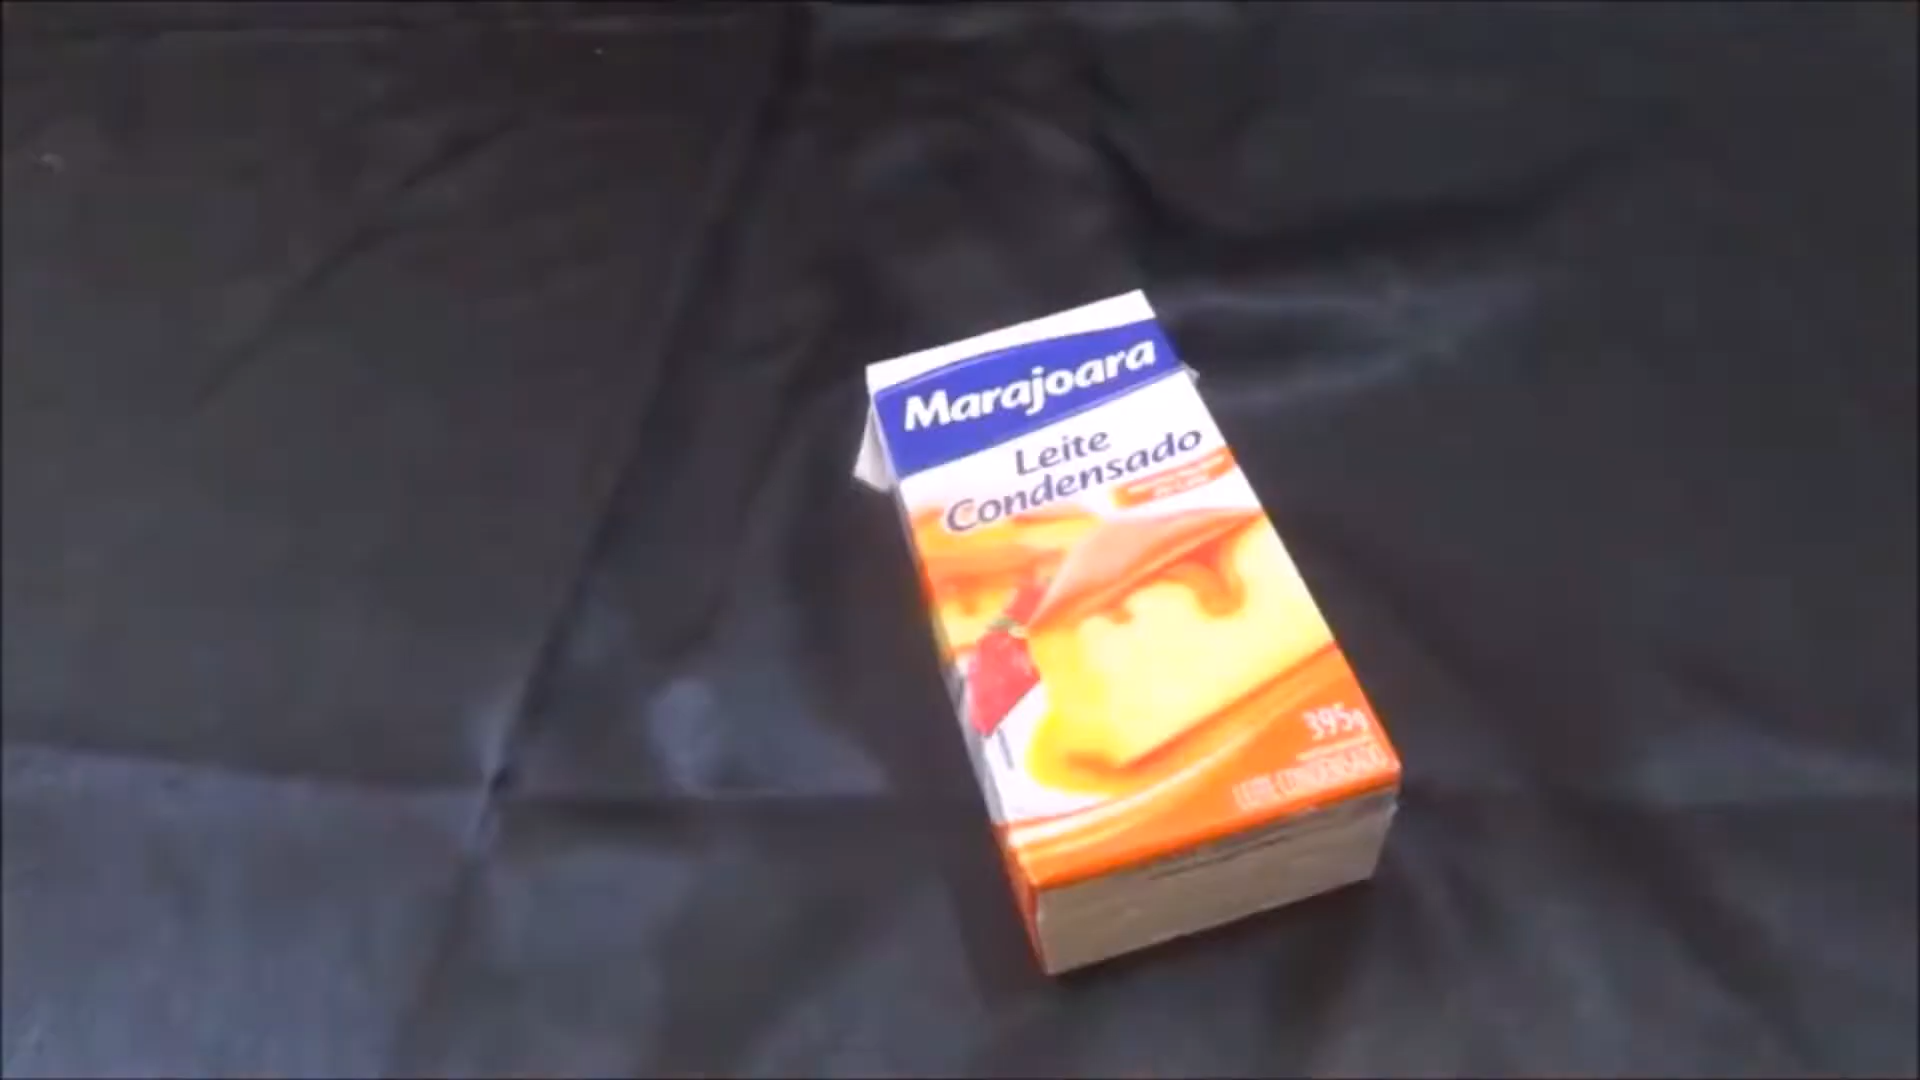 Marajoara
Leite
Condensado
395g
LEITE CONDENSADO